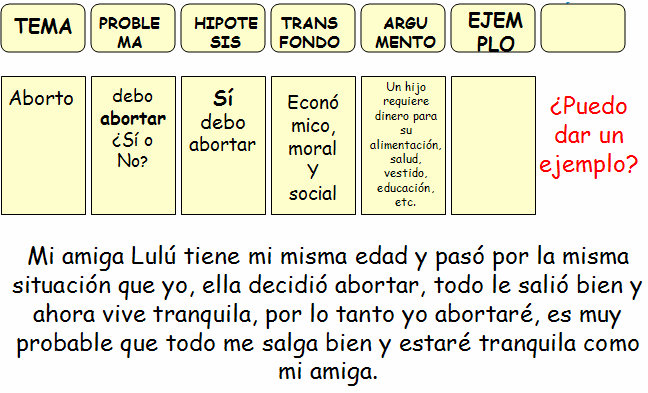 TEMA
PROBLE
MA
HIPOTE
SIS
TRANS
FONDO
ARGU
MENTO
EJEM
PLO
Aborto
debo
abortar
¿Sí o
No?
Sí
debo
abortar
Econó
mico,
moral
Y
social
Un hijo
requiere
dinero para
su
alimentación,
salud,
vestido,
educación,
etc.
¿Puedo
dar un
ejemplo?
Mi amiga Lulú tiene mi misma edad y pasó por la misma
situación que yo, ella decidió abortar, todo le salió bien y
ahora vive tranquila, por lo tanto yo abortaré, es muy
probable que todo me salga bien y estaré tranquila como
mi amiga.